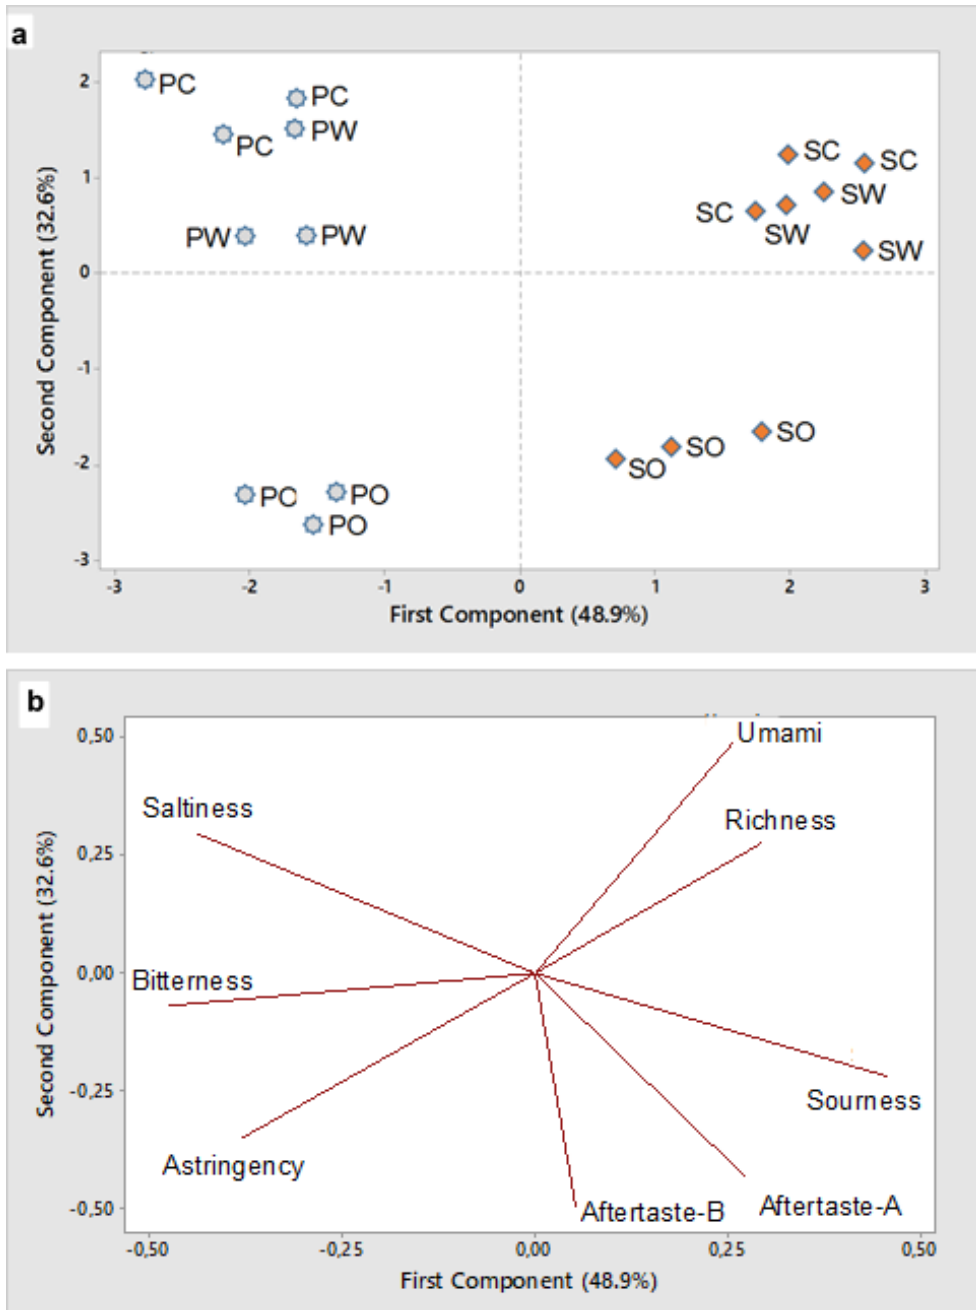 a
PC
PC
PW
PC
PW
PW
SC
SC
SW
SC
SW
SW
SO
SO
SO
PO
PO
PO
2
1
0
-1
-2
-3
Second Component (32.6%)
-3
-2
-1
0
1
2
3
First Component (48.9%)
b
0,50
0,25
0,00
-0,25
-0,50
Second Component (32.6%)
Umami
Saltiness
Richness
Bitterness
Sourness
Astringency
Aftertaste-B
Aftertaste-A
-0,50
-0,25
0,00
0,25
0,50
First Component (48.9%)